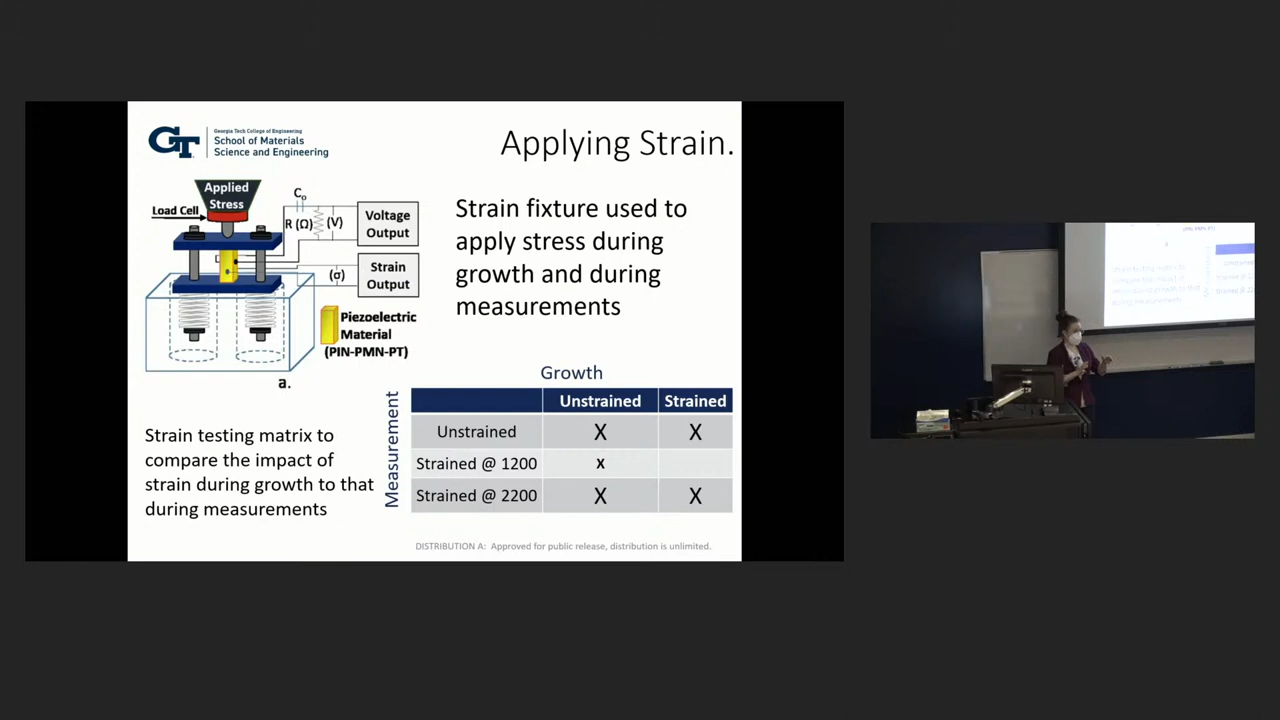 Georgia Tech College of Engineering
School of Materials
Science and Engineering
Applying Strain.
Applied
Stress
Load Cell
Co
R (Ω)
(V)
Voltage
Output
(σ)
Strain
Output
Piezoelectric
Material
(PIN-PMN-PT)
a.
Strain fixture used to
apply stress during
growth and during
measurements
Strain testing matrix to
compare the impact of
strain during growth to that
during measurements
Growth
Measurement
Unstrained Strained
Unstrained X X
Strained @ 1200 x
Strained @ 2200 X X
DISTRIBUTION A: Approved for public release, distribution is unlimited.